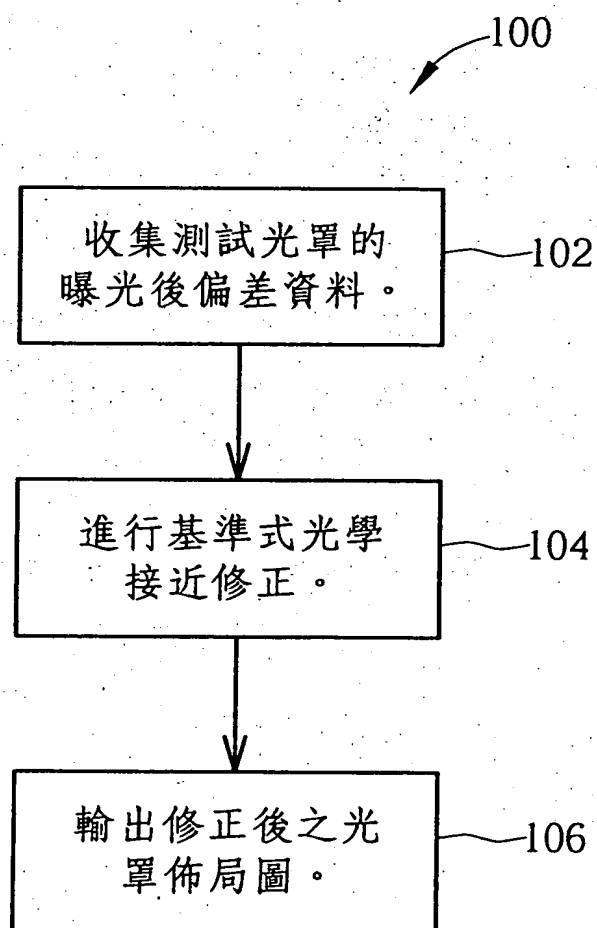 100
收集測試光罩的
曝光後偏差資料。
102
進行基準式光學
接近修正。
104
輸出修正後之光
罩佈局圖。
106